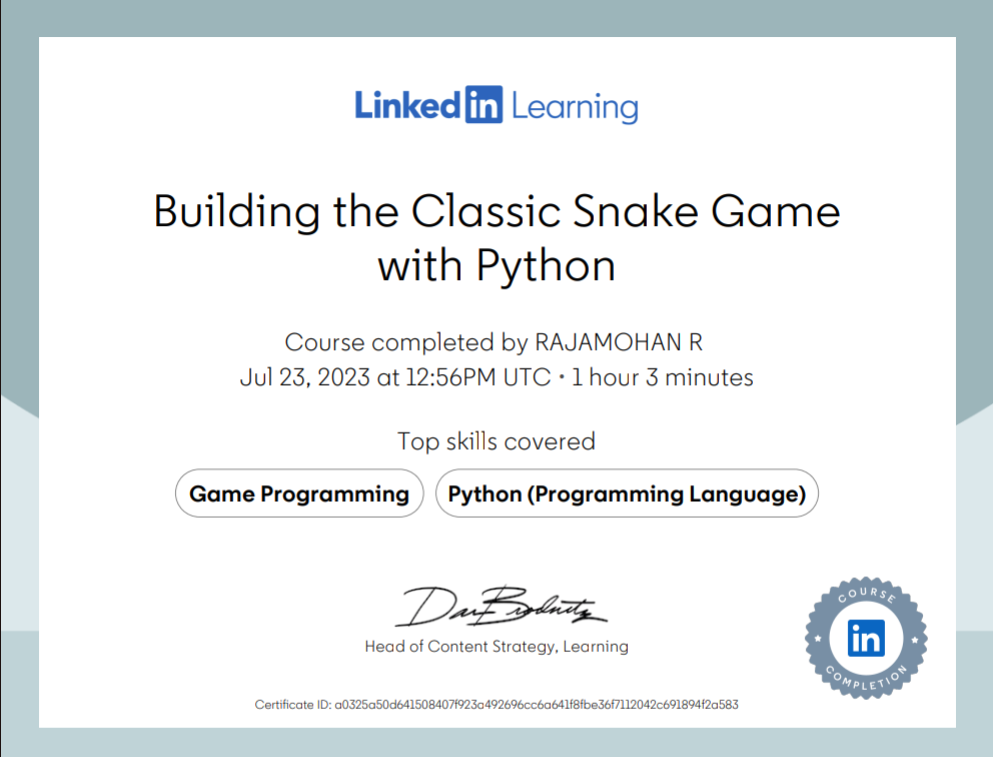 Linked in Learning
Building the Classic Snake Game
with Python
Course completed by RAJAMOHAN R
Jul 23, 2023 at 12:56PM UTC • 1 hour 3 minutes
Top skills covered
Game Programming
Python (Programming Language)
Dan Brodnitz
Head of Content Strategy, Learning
COURSE
in
COMPLETION
Certificate ID: a0325a50d641508407f923a492696cc6a641f8fbe36f7112042c691894f2a583